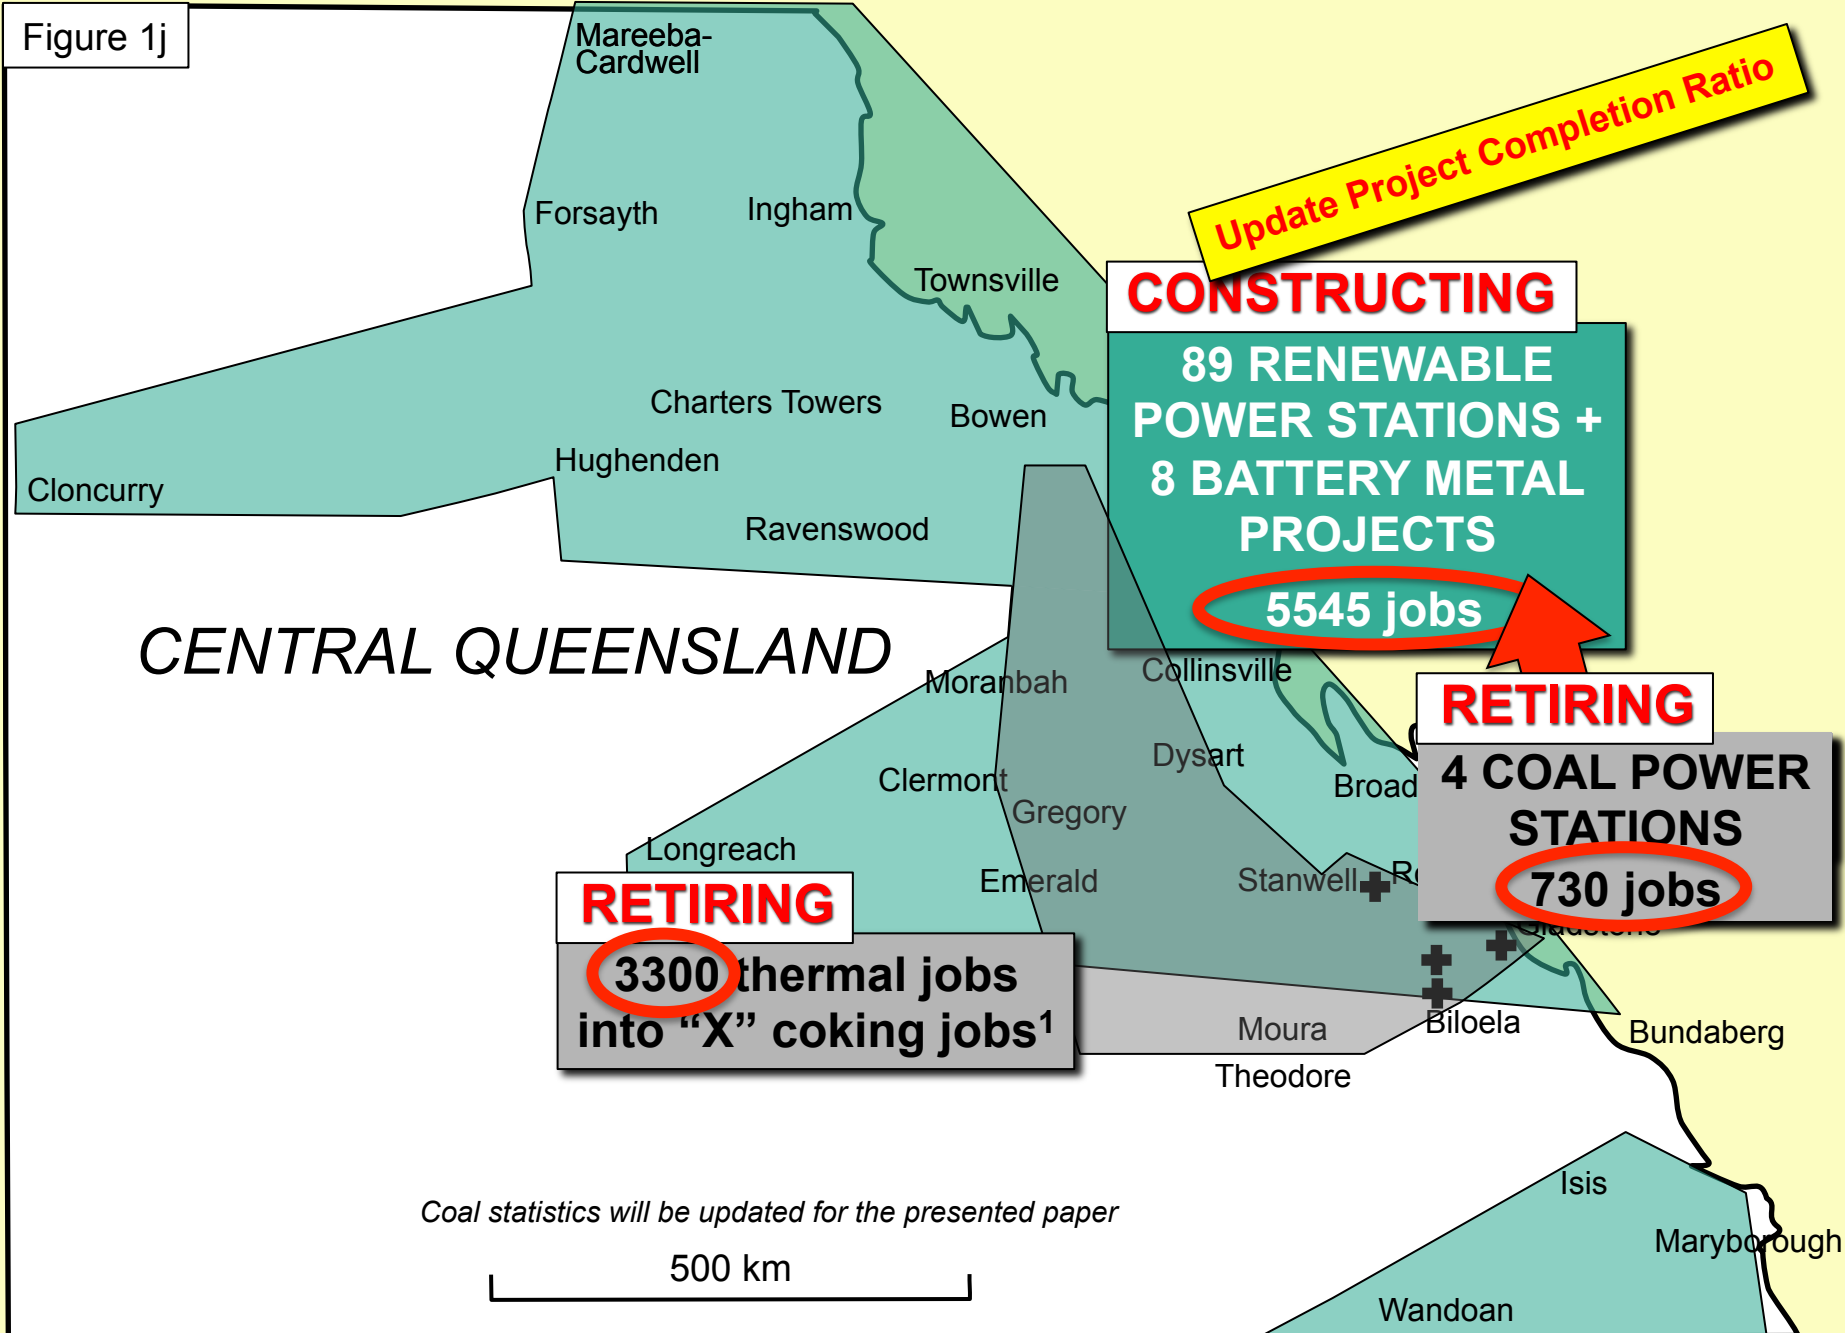 Figure 1j
Mareeba-
Cardwell
Update Project Completion Ratio
Forsayth
Ingham
Townsville
CONSTRUCTING
89 RENEWABLE
POWER STATIONS +
8 BATTERY METAL
PROJECTS
5545 jobs
Charters Towers
Bowen
Hughenden
Cloncurry
Ravenswood
CENTRAL QUEENSLAND
Moranbah
Collinsville
RETIRING
4 COAL POWER
STATIONS
730 jobs
Dysart
Clermont
Broad
Gregory
Longreach
Emerald
Stanwell
RETIRING
3300 thermal jobs
into “X” coking jobs¹
Gladstone
Moura
Biloela
Bundaberg
Theodore
Isis
Coal statistics will be updated for the presented paper
Maryborough
500 km
Wandoan